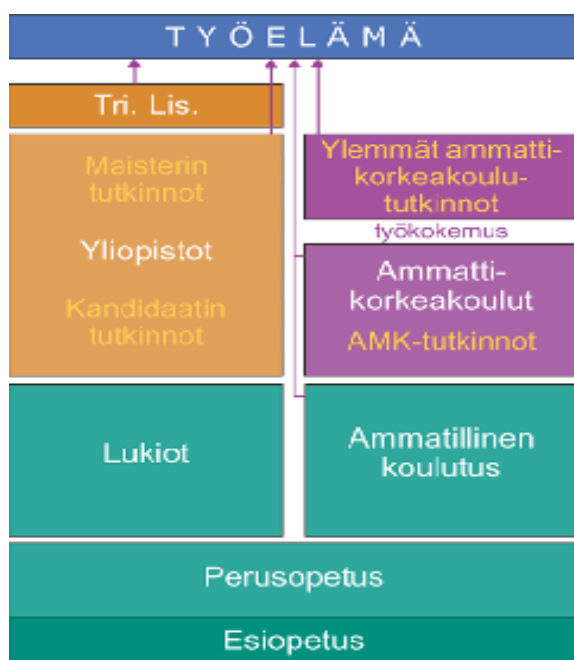 TYÖELÄMÄ
Tri. Lis.
Maisterin
tutkinnot
Yliopistot
Kandidaatin
tutkinnot
Ylemmät ammatti-
korkeakoulu-
tutkinnot
työkokemus
Ammatti-
korkeakoulut
AMK-tutkinnot
Lukiot
Ammatillinen
koulutus
Perusopetus
Esiopetus